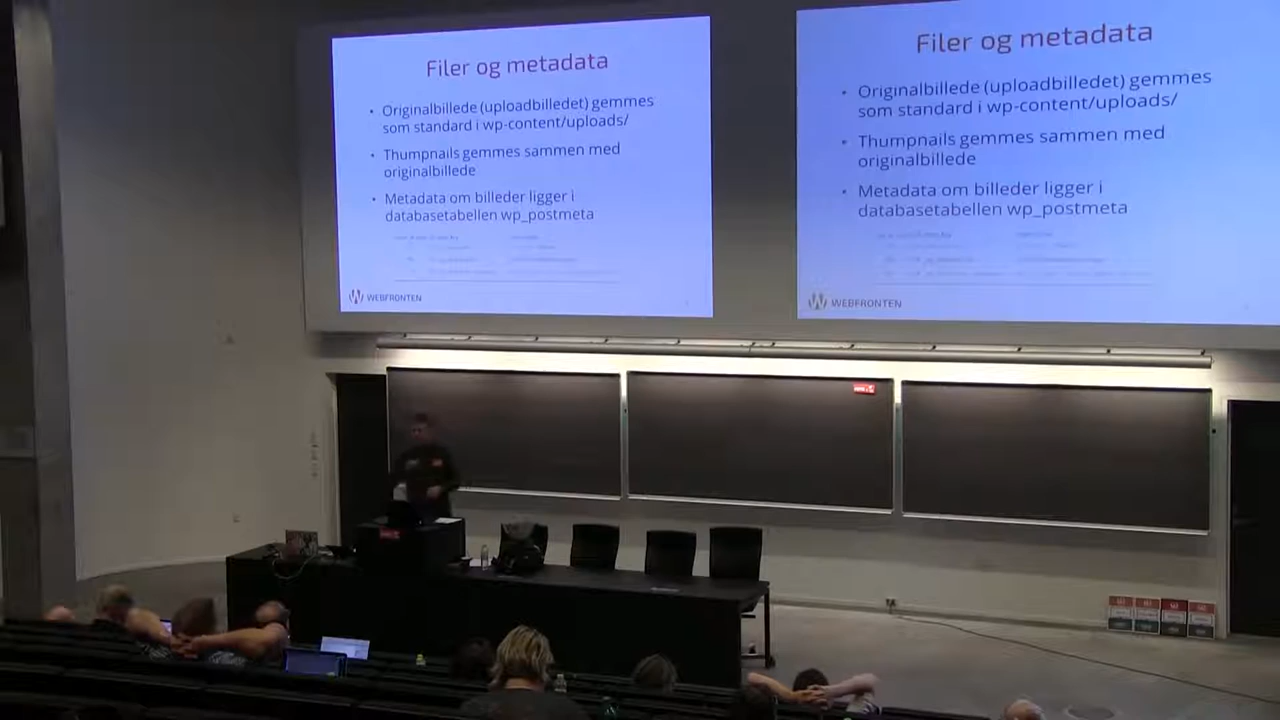 Filer og metadata
• Originalbillede (uploadbilledet) gemmes
som standard i wp-content/uploads/
• Thumpnails gemmes sammen med
originalbillede
• Metadata om billeder ligger i
databasetabellen wp_postmeta
WEBFRONTEN
Filer og metadata
• Originalbillede (uploadbilledet) gemmes
som standard i wp-content/uploads/
• Thumpnails gemmes sammen med
originalbillede
• Metadata om billeder ligger i
databasetabellen wp_postmeta
WEBFRONTEN